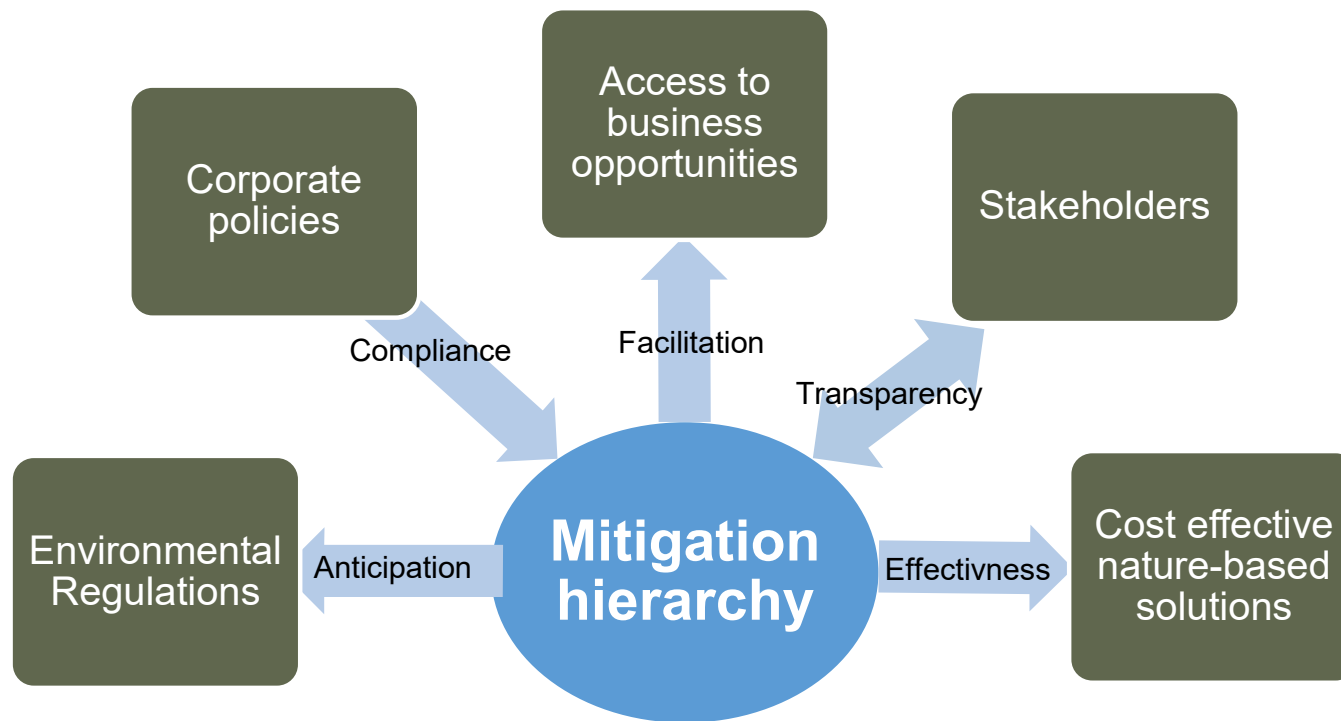 Access to
business
opportunities
Corporate
policies
Stakeholders
Compliance
Facilitation
Transparency
Environmental
Regulations
Anticipation
Mitigation
hierarchy
Effectivness
Cost effective
nature-based
solutions